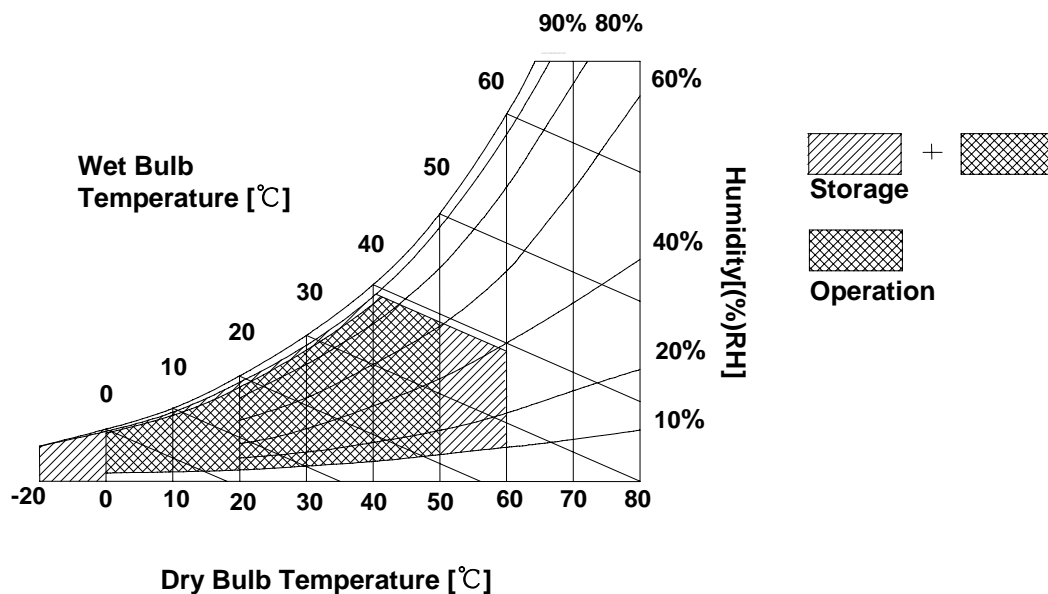 90% 80%
60
60%
50
Wet Bulb
Temperature [℃]
+
Storage
40
40%
Humidity[(%)RH]
30
Operation
20
20%
10
0
10%
-20 0 10 20 30 40 50 60 70 80
Dry Bulb Temperature [℃]